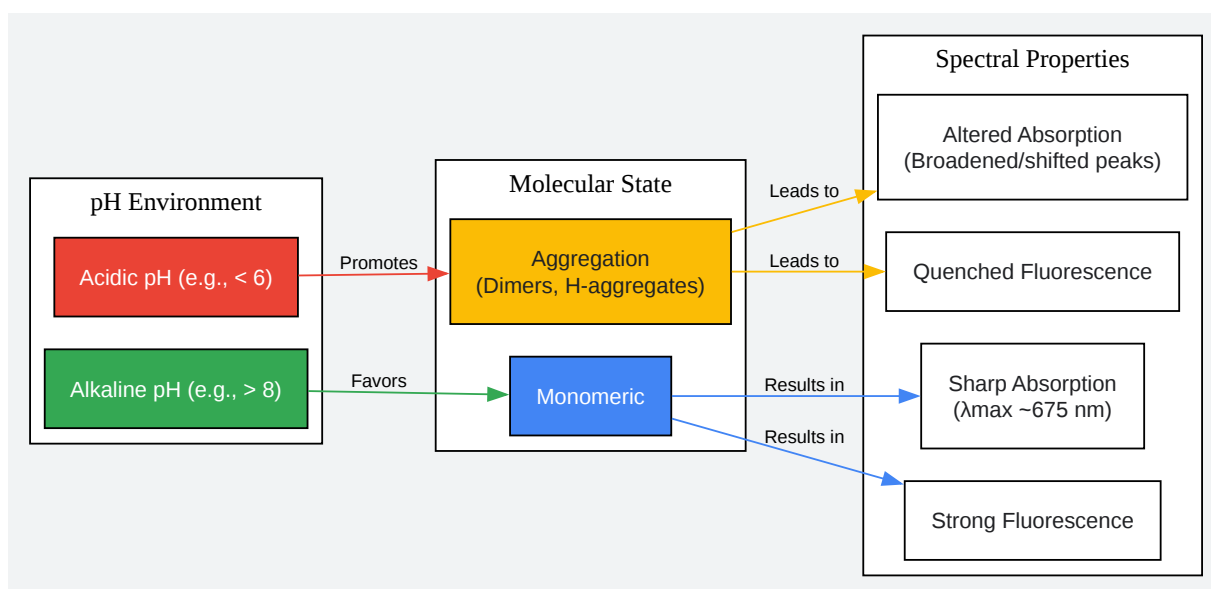 pH Environment
Acidic pH (e.g., < 6)
Alkaline pH (e.g., > 8)
Promotes
Favors
Molecular State
Aggregation
(Dimers, H-aggregates)
Monomeric
Leads to
Leads to
Results in
Results in
Spectral Properties
Altered Absorption
(Broadened/shifted peaks)
Quenched Fluorescence
Sharp Absorption
(λmax ~675 nm)
Strong Fluorescence